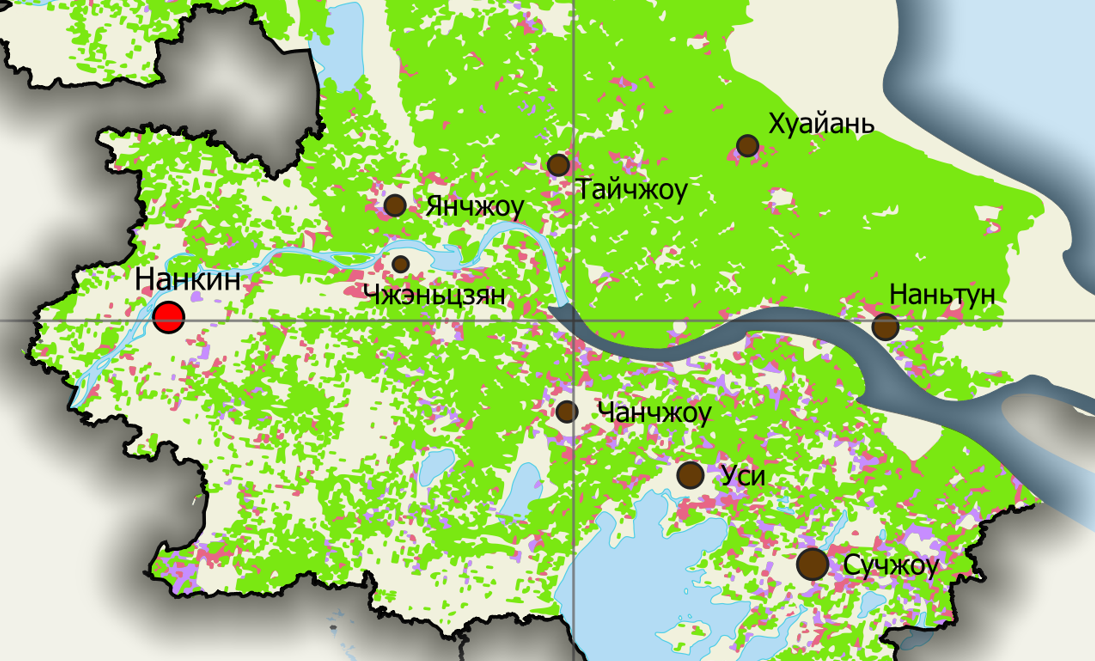 Хуайань
Тайчжоу
Янчжоу
Нанкин
Чжэньцзян
Наньтун
Чанчжоу
Уси
Сучжоу